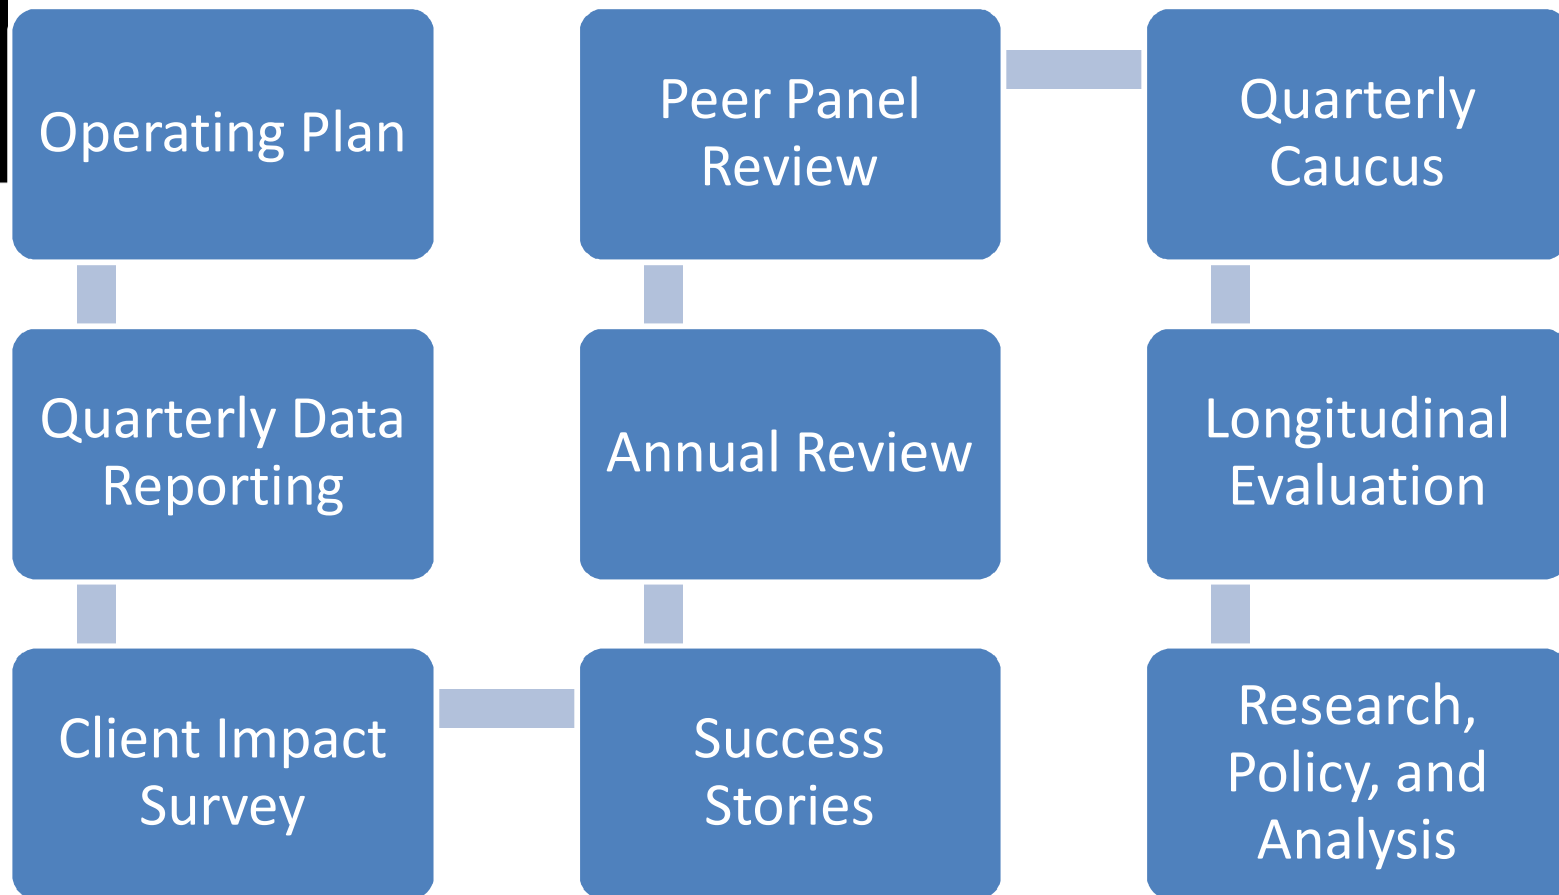 Operating Plan
Quarterly Data
Reporting
Client Impact
Survey
Success
Stories
Annual Review
Peer Panel
Review
Quarterly
Caucus
Longitudinal
Evaluation
Research,
Policy, and
Analysis